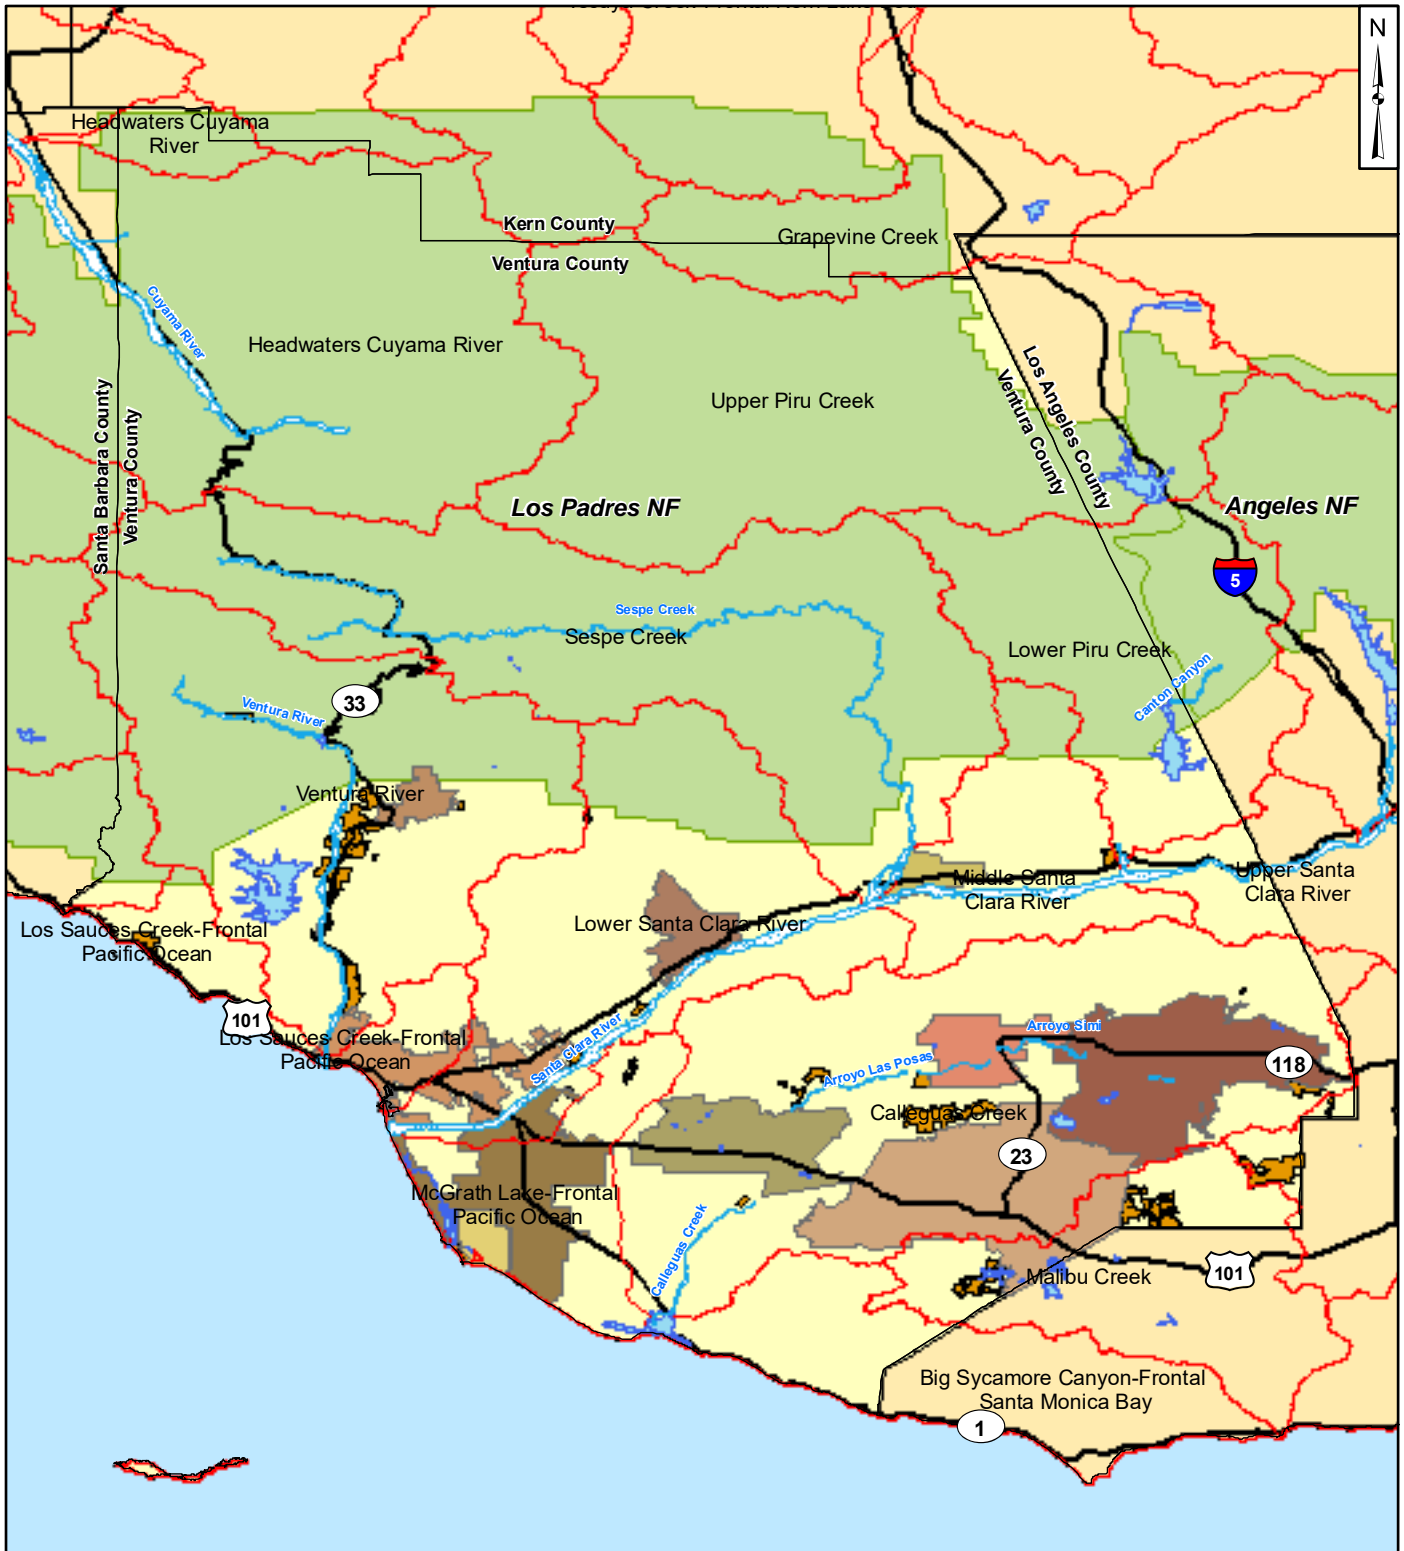 N
Headwaters Cuyama
River
Kern County
Grapevine Creek
Ventura County
Cuyama River
Headwaters Cuyama River
Los Angeles County
Ventura County
Upper Piru Creek
Santa Barbara County
Ventura County
Los Padres NF
Angeles NF
5
Sespe Creek
Sespe Creek
Lower Piru Creek
Canton Canyon
33
Ventura River
Ventura River
Middle Santa
Clara River
Upper Santa
Clara River
Lower Santa Clara River
Los Sauces Creek-Frontal
Pacific Ocean
101
Los Sauces Creek-Frontal
Pacific Ocean
Santa Clara River
Arroyo Simi
Arroyo Las Posas
118
Calleguas Creek
23
McGrath Lake-Frontal
Pacific Ocean
Calleguas Creek
101
Malibu Creek
Big Sycamore Canyon-Frontal
Santa Monica Bay
1